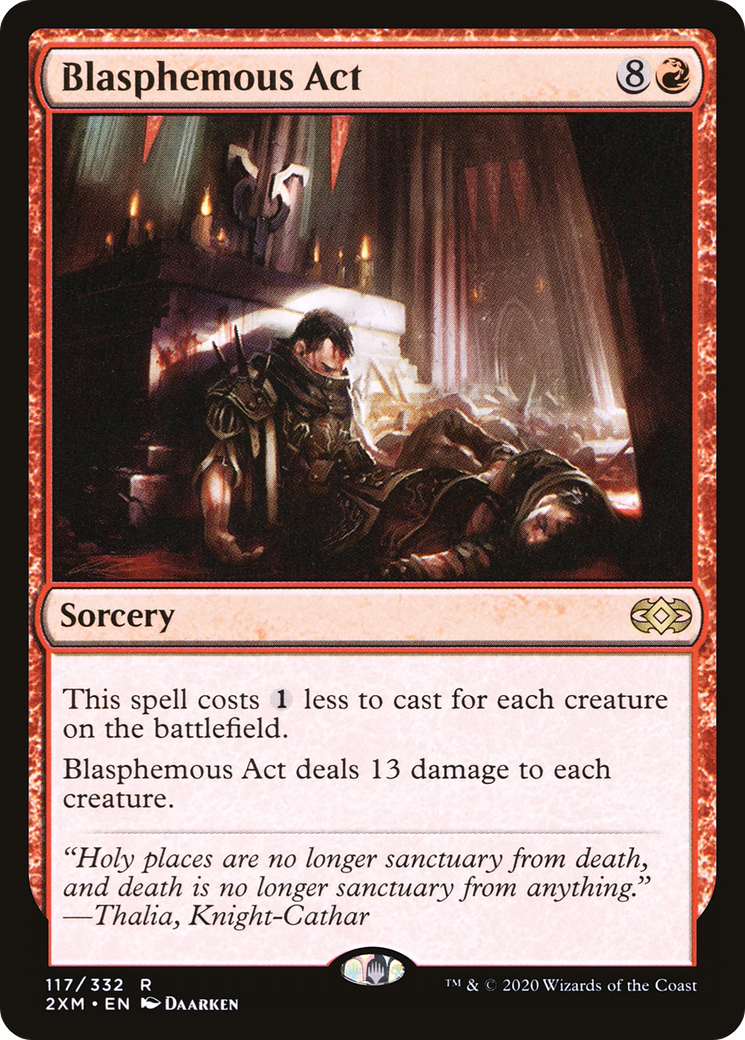 Blasphemous Act 8
Sorcery
This spell costs 1 less to cast for each creature
on the battlefield.
Blasphemous Act deals 13 damage to each
creature.
“Holy places are no longer sanctuary from death,
and death is no longer sanctuary from anything.”
—Thalia, Knight-Cathar
117/332 R
2XM • EN DAARKEN
™ & © 2020 Wizards of the Coast